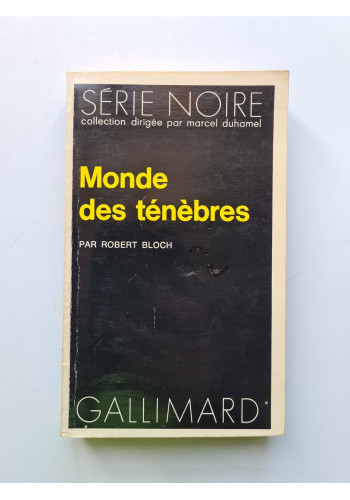 SÉRIE NOIRE
collection dirigée par marcel duhamel
Monde
des ténèbres
PAR ROBERT BLOCH
GALLIMARD